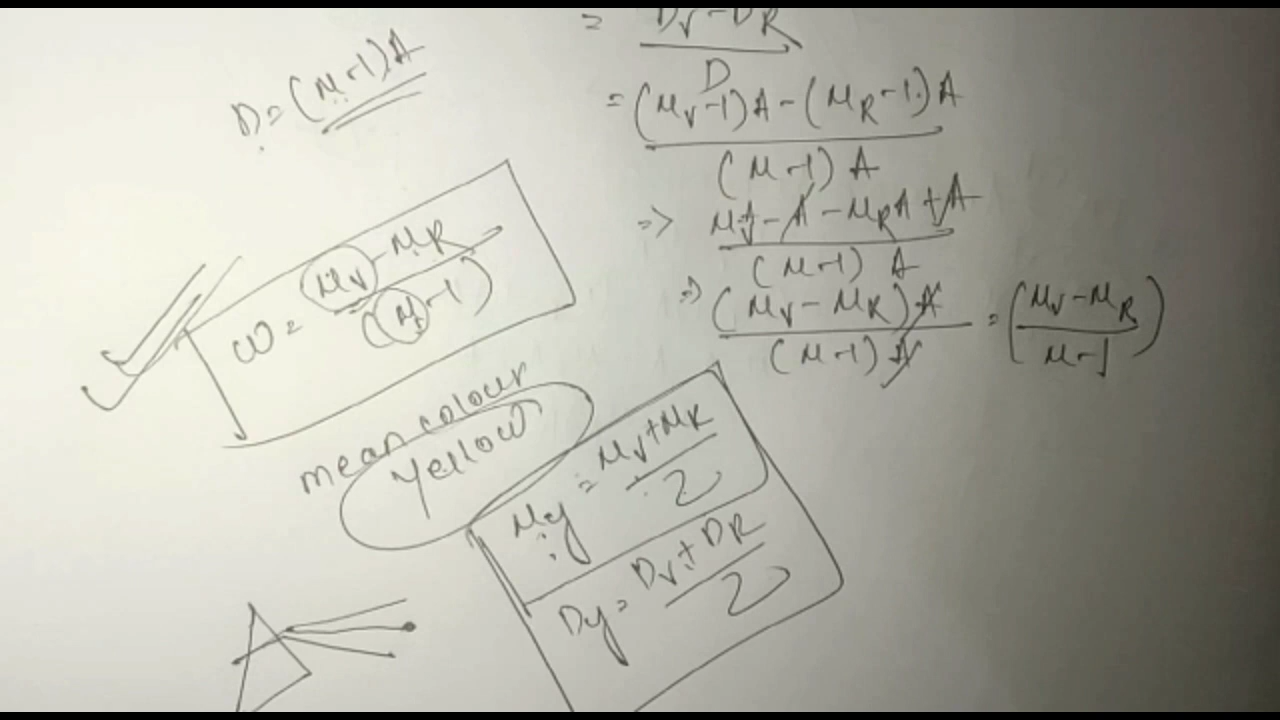 D = (μ-1)A
= Dv - DR / D
= (μv-1)A - (μR-1)A / (μ-1) A
=> μvA - A - μRA + A / (μ-1) A
=> (μv - μR) A / (μ-1) A = (μv - μR / μ-1)
ω = μv - μR / (μ-1)
mean colour
Yellow
μy = μv + μR / 2
Dy = Dv + DR / 2